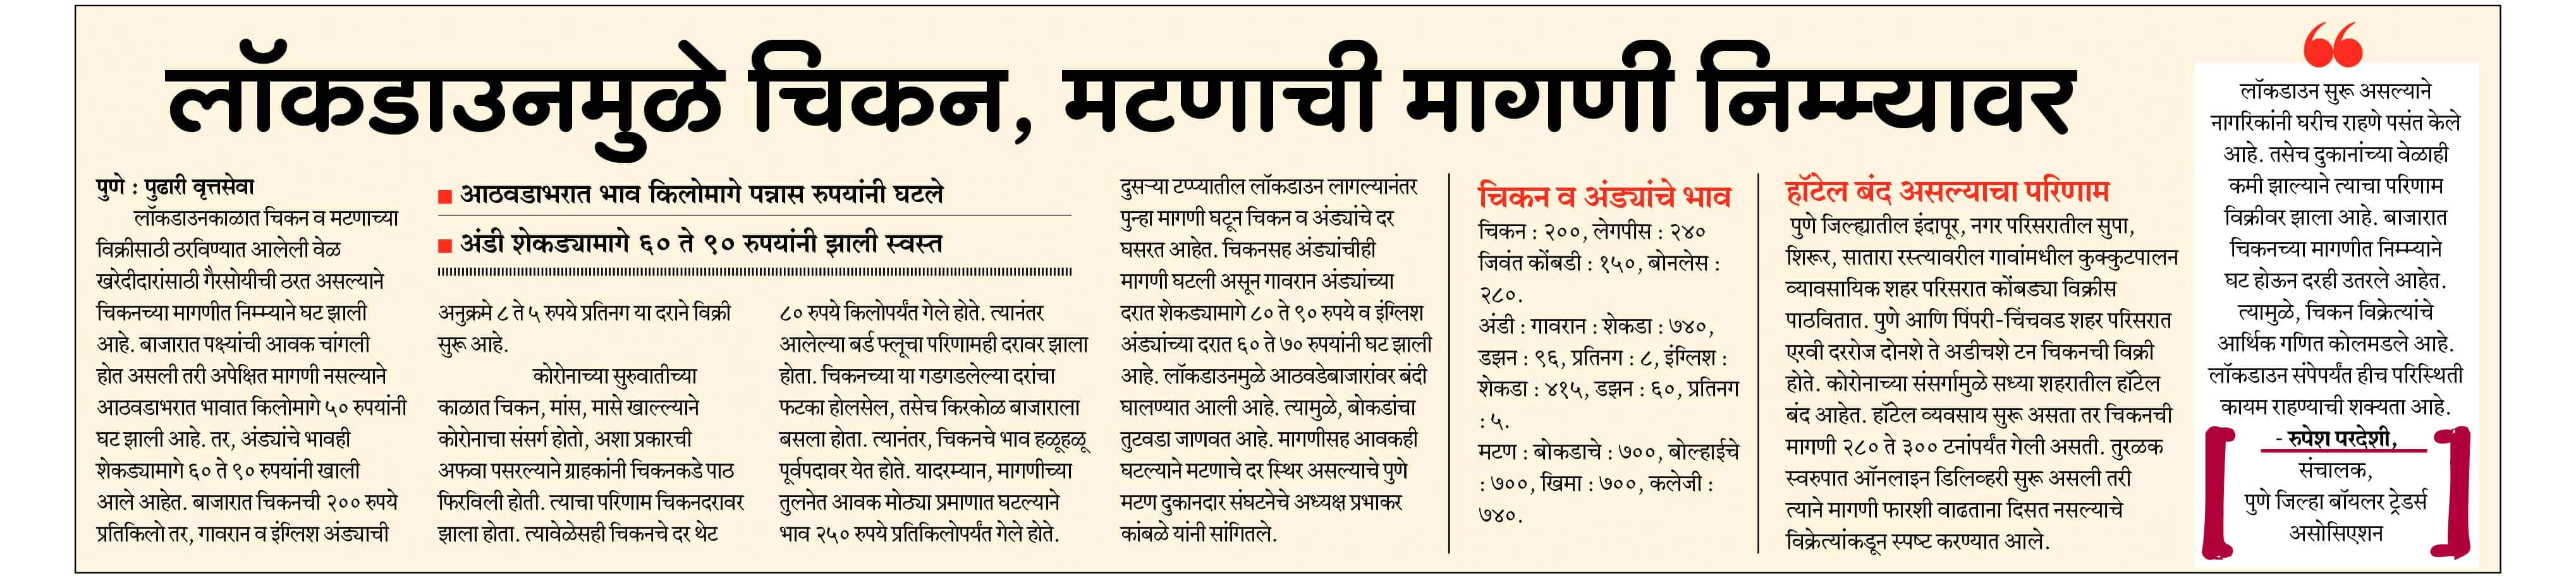 लॉकडाउनमुळे चिकन, मटणाची मागणी निम्म्यावर
पुणे : पुढारी वृत्तसेवा
लॉकडाउनकाळात चिकन व मटणाच्या
विक्रीसाठी ठरविण्यात आलेली वेळ
खरेदीदारांसाठी गैरसोयीची ठरत असल्याने
चिकनच्या मागणीत निम्म्याने घट झाली
आहे. बाजारात पक्ष्यांची आवक चांगली
होत असली तरी अपेक्षित मागणी नसल्याने
आठवडाभरात भावात किलोमागे ५० रुपयांनी
घट झाली आहे. तर, अंड्यांचे भावही
शेकड्यामागे ६० ते ९० रुपयांनी खाली
आले आहेत. बाजारात चिकनची २०० रुपये
प्रतिकिलो तर, गावरान व इंग्लिश अंड्याची
■ आठवडाभरात भाव किलोमागे पन्नास रुपयांनी घटले
■ अंडी शेकड्यामागे ६० ते ९० रुपयांनी झाली स्वस्त
अनुक्रमे ८ ते ५ रुपये प्रतिनग या दराने विक्री
सुरू आहे.
कोरोनाच्या सुरुवातीच्या
काळात चिकन, मांस, मासे खाल्ल्याने
कोरोनाचा संसर्ग होतो, अशा प्रकारची
अफवा पसरल्याने ग्राहकांनी चिकनकडे पाठ
फिरविली होती. त्याचा परिणाम चिकनदरावर
झाला होता. त्यावेळेसही चिकनचे दर थेट
८० रुपये किलोपर्यंत गेले होते. त्यानंतर
आलेल्या बर्ड फ्लूचा परिणामही दरावर झाला
होता. चिकनच्या या गडगडलेल्या दरांचा
फटका होलसेल, तसेच किरकोळ बाजाराला
बसला होता. त्यानंतर, चिकनचे भाव हळूहळू
पूर्वपदावर येत होते. यादरम्यान, मागणीच्या
तुलनेत आवक मोठ्या प्रमाणात घटल्याने
भाव २५० रुपये प्रतिकिलोपर्यंत गेले होते.
दुसऱ्या टप्प्यातील लॉकडाउन लागल्यानंतर
पुन्हा मागणी घटून चिकन व अंड्यांचे दर
घसरत आहेत. चिकनसह अंड्यांचीही
मागणी घटली असून गावरान अंड्यांच्या
दरात शेकड्यामागे ८० ते ९० रुपये व इंग्लिश
अंड्यांच्या दरात ६० ते ७० रुपयांनी घट झाली
आहे. लॉकडाउनमुळे आठवडेबाजारांवर बंदी
घालण्यात आली आहे. त्यामुळे, बोकडांचा
तुटवडा जाणवत आहे. मागणीसह आवकही
घटल्याने मटणाचे दर स्थिर असल्याचे पुणे
मटण दुकानदार संघटनेचे अध्यक्ष प्रभाकर
कांबळे यांनी सांगितले.
चिकन व अंड्यांचे भाव
चिकन : २००, लेगपीस : २४०
जिवंत कोंबडी : १५०, बोनलेस :
२८०.
अंडी : गावरान : शेकडा : ७४०,
डझन : ९६, प्रतिनग : ८, इंग्लिश :
शेकडा : ४१५, डझन : ६०, प्रतिनग
: ५.
मटण : बोकडाचे : ७००, बोल्हाईचे
: ७००, खिमा : ७००, कलेजी :
७४०.
हॉटेल बंद असल्याचा परिणाम
पुणे जिल्ह्यातील इंदापूर, नगर परिसरातील सुपा,
शिरूर, सातारा रस्त्यावरील गावांमधील कुक्कुटपालन
व्यावसायिक शहर परिसरात कोंबड्या विक्रीस
पाठवितात. पुणे आणि पिंपरी-चिंचवड शहर परिसरात
एरवी दररोज दोनशे ते अडीचशे टन चिकनची विक्री
होते. कोरोनाच्या संसर्गामुळे सध्या शहरातील हॉटेल
बंद आहेत. हॉटेल व्यवसाय सुरू असता तर चिकनची
मागणी २८० ते ३०० टनांपर्यंत गेली असती. तुरळक
स्वरुपात ऑनलाइन डिलिव्हरी सुरू असली तरी
त्याने मागणी फारशी वाढताना दिसत नसल्याचे
विक्रेत्यांकडून स्पष्ट करण्यात आले.
❝
लॉकडाउन सुरू असल्याने
नागरिकांनी घरीच राहणे पसंत केले
आहे. तसेच दुकानांच्या वेळाही
कमी झाल्याने त्याचा परिणाम
विक्रीवर झाला आहे. बाजारात
चिकनच्या मागणीत निम्म्याने
घट होऊन दरही उतरले आहेत.
त्यामुळे, चिकन विक्रेत्यांचे
आर्थिक गणित कोलमडले आहे.
लॉकडाउन संपेपर्यंत हीच परिस्थिती
कायम राहण्याची शक्यता आहे.
- रुपेश परदेशी,
संचालक,
पुणे जिल्हा बॉयलर ट्रेडर्स
असोसिएशन